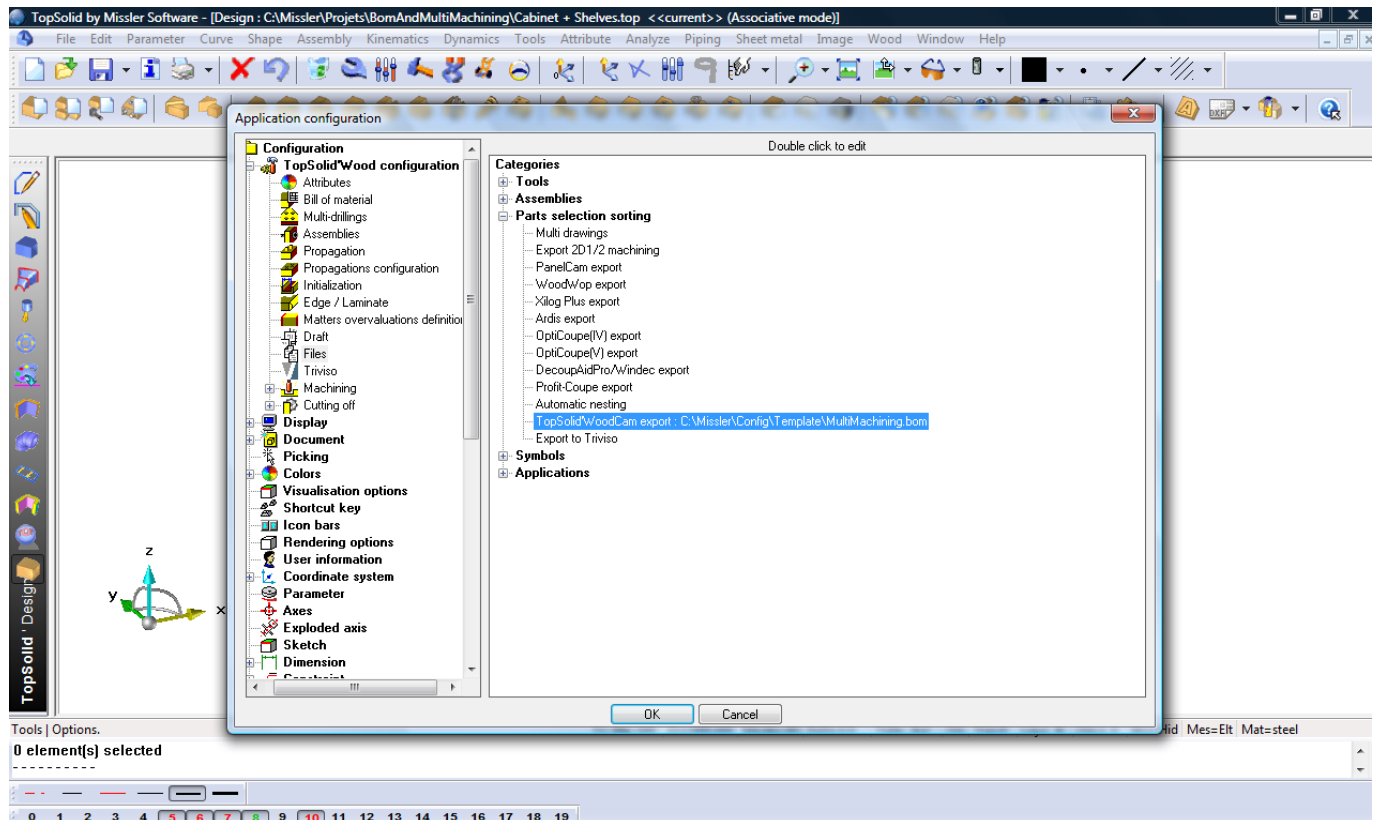 TopSolid by Missler Software - [Design : C:\Missler\Projets\BomAndMultiMachining\Cabinet + Shelves.top <<current>> (Associative mode)]
File Edit Parameter Curve Shape Assembly Kinematics Dynamics Tools Attribute Analyze Piping Sheet metal Image Wood Window Help
DXF
Application configuration
Double click to edit
Configuration
TopSolid'Wood configuration
Attributes
Bill of material
Multi-drillings
Assemblies
Propagation
Propagations configuration
Initialization
Edge / Laminate
Matters overvaluations definition
Draft
Files
Triviso
Machining
Cutting off
Display
Document
Picking
Colors
Visualisation options
Shortcut key
Icon bars
Rendering options
User information
Coordinate system
Parameter
Axes
Exploded axis
Sketch
Dimension
Categories
Tools
Assemblies
Parts selection sorting
Multi drawings
Export 2D1/2 machining
PanelCam export
WoodWop export
Xilog Plus export
Ardis export
OptiCoupe(IV) export
OptiCoupe(V) export
DecoupAidPro/Windec export
Profit-Coupe export
Automatic nesting
TopSolid'WoodCam export : C:\Missler\Config\Template\MultiMachining.bom
Export to Triviso
Symbols
Applications
OK Cancel
z
y
x
TopSolid ' Design
Tools | Options.
Hid Mes=Elt Mat=steel
0 element(s) selected
----------
0 1 2 3 4 5 6 7 8 9 10 11 12 13 14 15 16 17 18 19